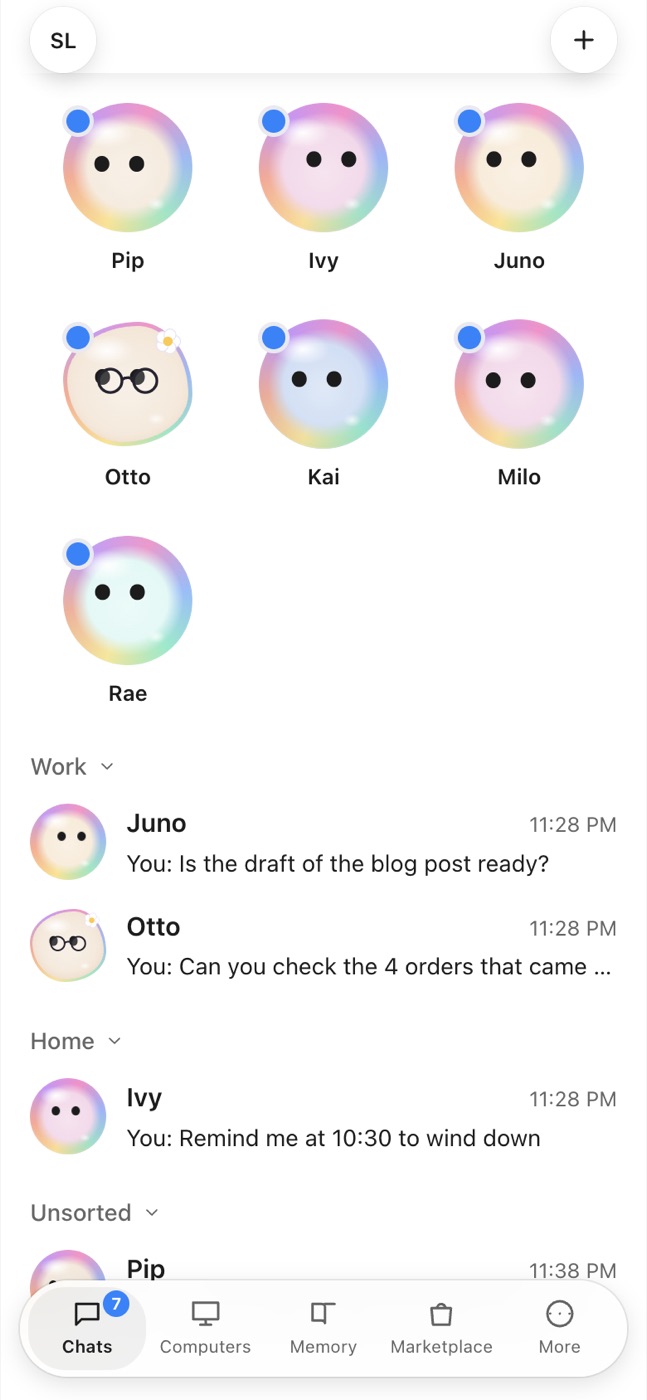 SL
Pip
Ivy
Juno
Otto
Kai
Milo
Rae
Work
Juno
11:28 PM
You: Is the draft of the blog post ready?
Otto
11:28 PM
You: Can you check the 4 orders that came ...
Home
Ivy
11:28 PM
You: Remind me at 10:30 to wind down
Unsorted
Pip
11:38 PM
7
Chats
Computers
Memory
Marketplace
More